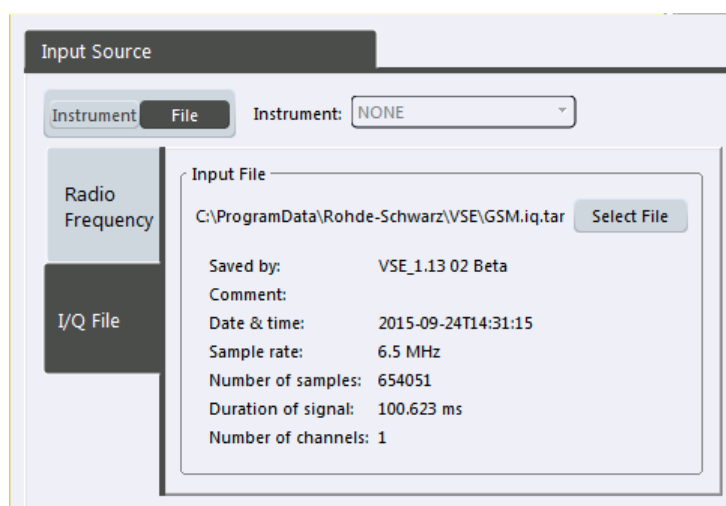 Input Source
Instrument File Instrument: NONE
Radio
Frequency
I/Q File
Input File
C:\ProgramData\Rohde-Schwarz\VSE\GSM.iq.tar Select File
Saved by: VSE_1.13 02 Beta
Comment:
Date & time: 2015-09-24T14:31:15
Sample rate: 6.5 MHz
Number of samples: 654051
Duration of signal: 100.623 ms
Number of channels: 1